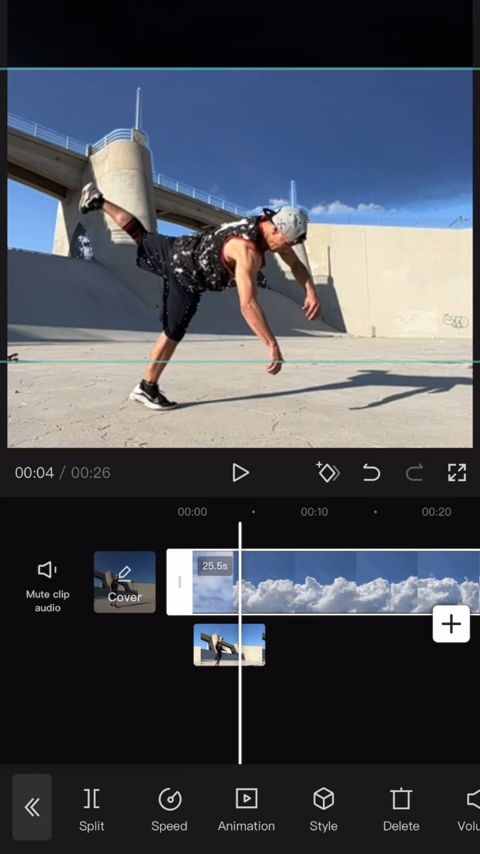 00:04 / 00:26
00:00
00:10
00:20
25.5s
Mute clip
audio
Cover
Split
Speed
Animation
Style
Delete
Volu